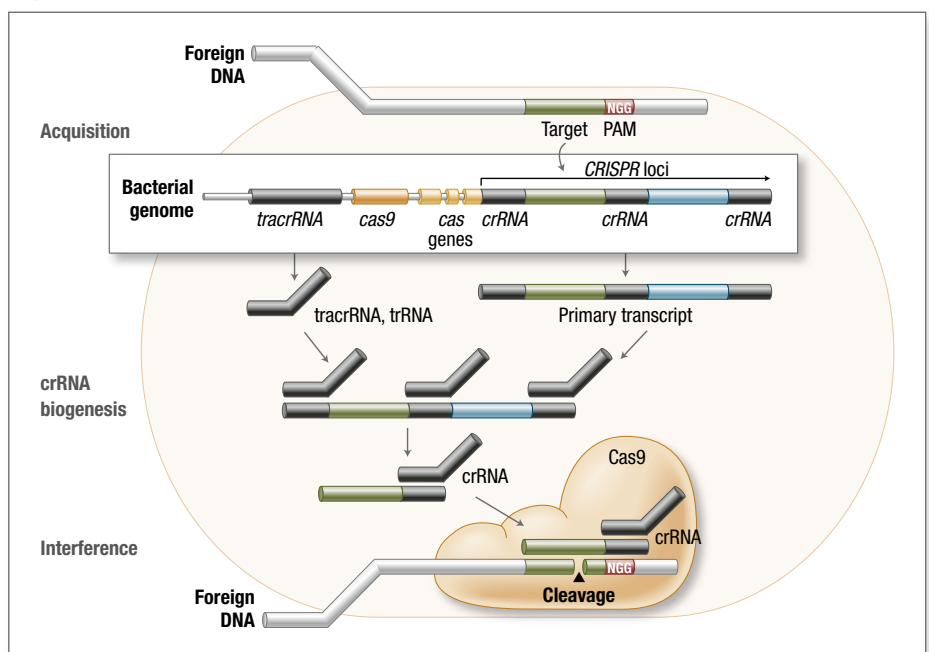 Foreign
DNA
NGG
Acquisition
Target PAM
CRISPR loci
Bacterial
genome
tracrRNA cas9 cas
genes
crRNA crRNA crRNA
tracrRNA, trRNA
Primary transcript
crRNA
biogenesis
Cas9
crRNA
crRNA
Interference
NGG
Cleavage
Foreign
DNA